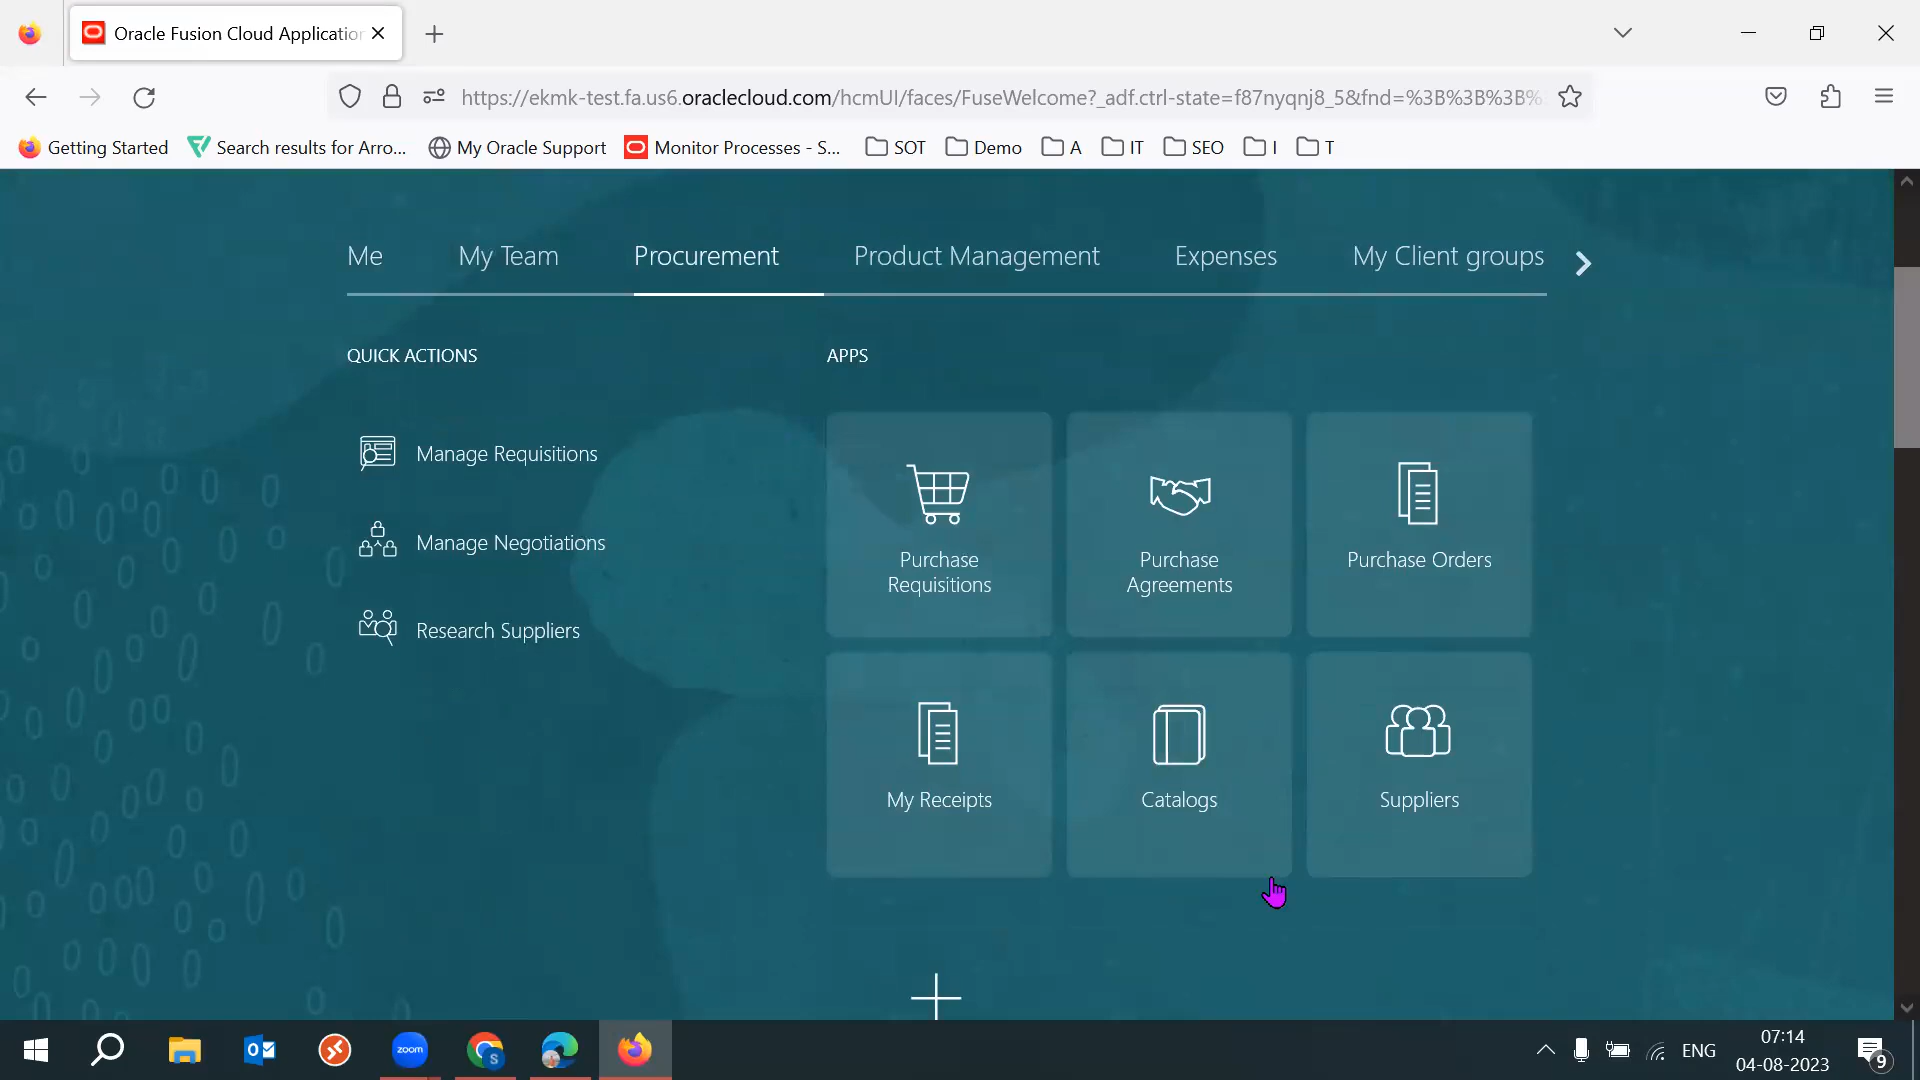 Oracle Fusion Cloud Application
https://ekmk-test.fa.us6.oraclecloud.com/hcmUI/faces/FuseWelcome?_adf.ctrl-state=f87nyqnj8_5&fnd=%3B%3B%3B%
Getting Started Search results for Arro... My Oracle Support Monitor Processes - S... SOT Demo A IT SEO I T
Me My Team Procurement Product Management Expenses My Client groups
QUICK ACTIONS
Manage Requisitions
Manage Negotiations
Research Suppliers
APPS
Purchase
Requisitions
Purchase
Agreements
Purchase Orders
My Receipts
Catalogs
Suppliers
zoom
S
ENG
07:14
04-08-2023
9